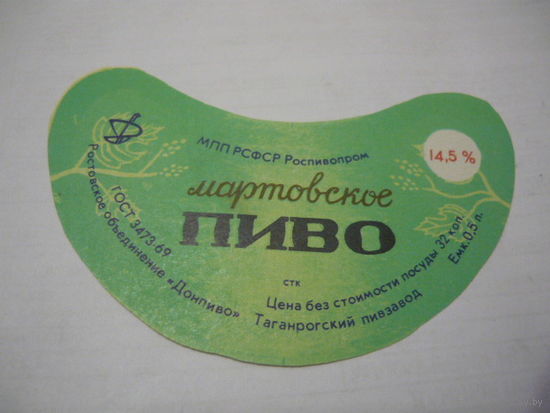 МПП РСФСР Роспивопром
14,5 %
мартовское
ПИВО
стк
ГОСТ 3473-69
Цена без стоимости посуды 32 коп.
Емк. 0,5 л.
Ростовское объединение «Донпиво» Таганрогский пивзавод